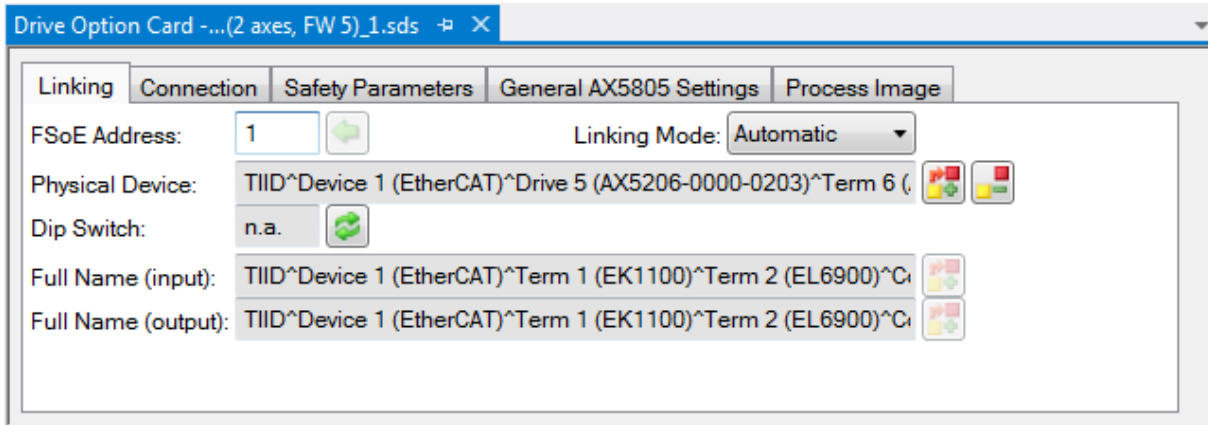 Drive Option Card -...(2 axes, FW 5)_1.sds
Linking Connection Safety Parameters General AX5805 Settings Process Image
FSoE Address: 1 Linking Mode: Automatic
Physical Device: TIID^Device 1 (EtherCAT)^Drive 5 (AX5206-0000-0203)^Term 6 (
Dip Switch: n.a.
Full Name (input): TIID^Device 1 (EtherCAT)^Term 1 (EK1100)^Term 2 (EL6900)^C
Full Name (output): TIID^Device 1 (EtherCAT)^Term 1 (EK1100)^Term 2 (EL6900)^C